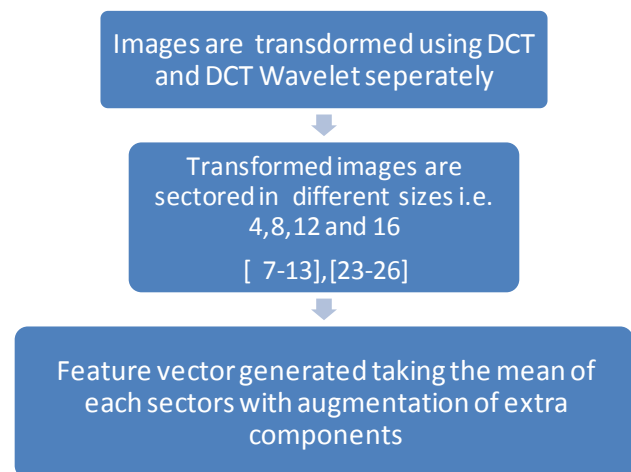 Images are transdormed using DCT
and DCT Wavelet seperately
Transformed images are
sectored in different sizes i.e.
4,8,12 and 16
[ 7-13],[23-26]
Feature vector generated taking the mean of
each sectors with augmentation of extra
components